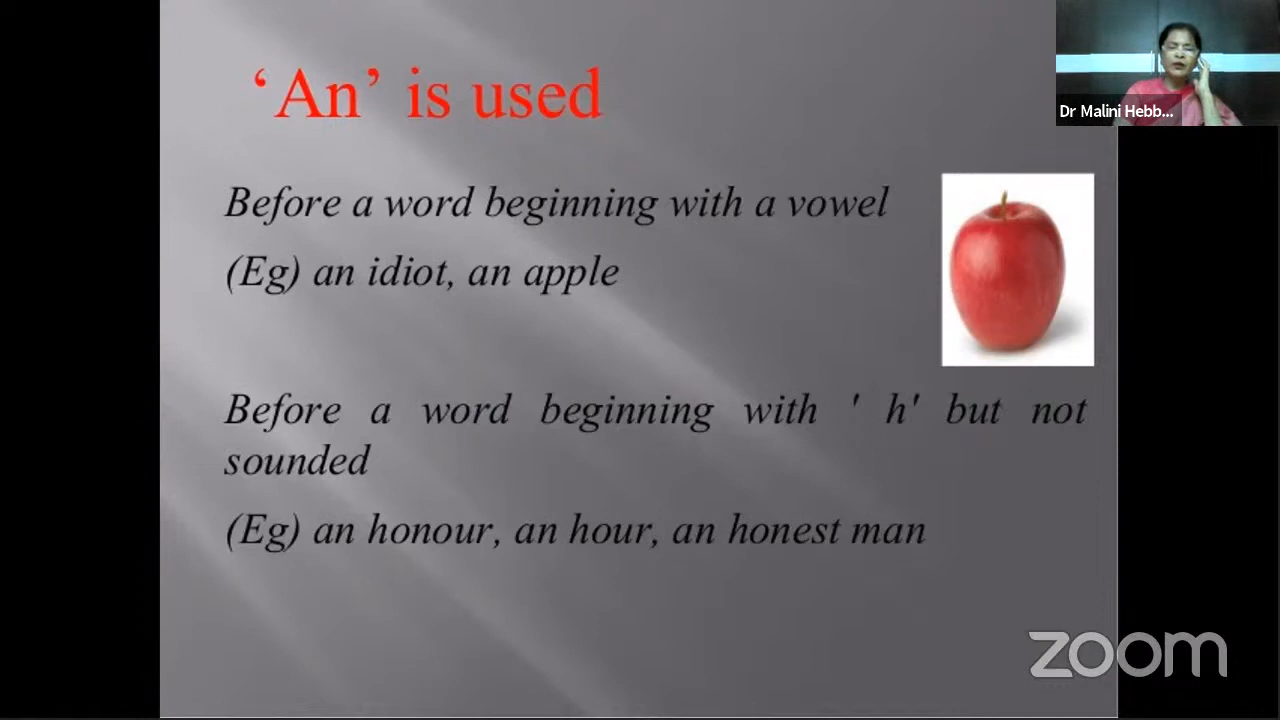 ‘An’ is used
Dr Malini Hebb...
Before a word beginning with a vowel
(Eg) an idiot, an apple
Before a word beginning with ' h' but not
sounded
(Eg) an honour, an hour, an honest man
zoom